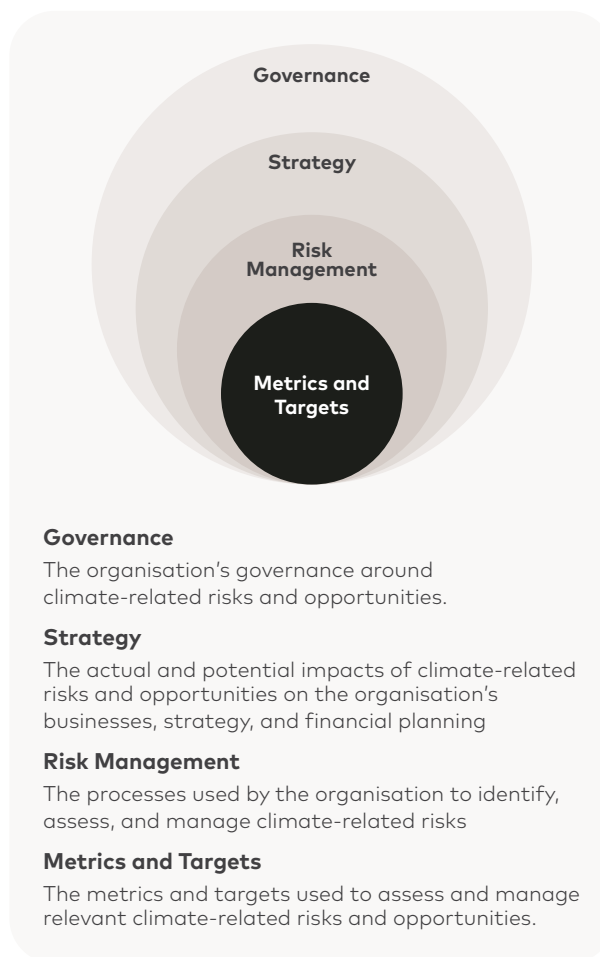 Governance
Strategy
Risk
Management
Metrics and
Targets
Governance
The organisation’s governance around
climate-related risks and opportunities.
Strategy
The actual and potential impacts of climate-related
risks and opportunities on the organisation’s
businesses, strategy, and financial planning
Risk Management
The processes used by the organisation to identify,
assess, and manage climate-related risks
Metrics and Targets
The metrics and targets used to assess and manage
relevant climate-related risks and opportunities.